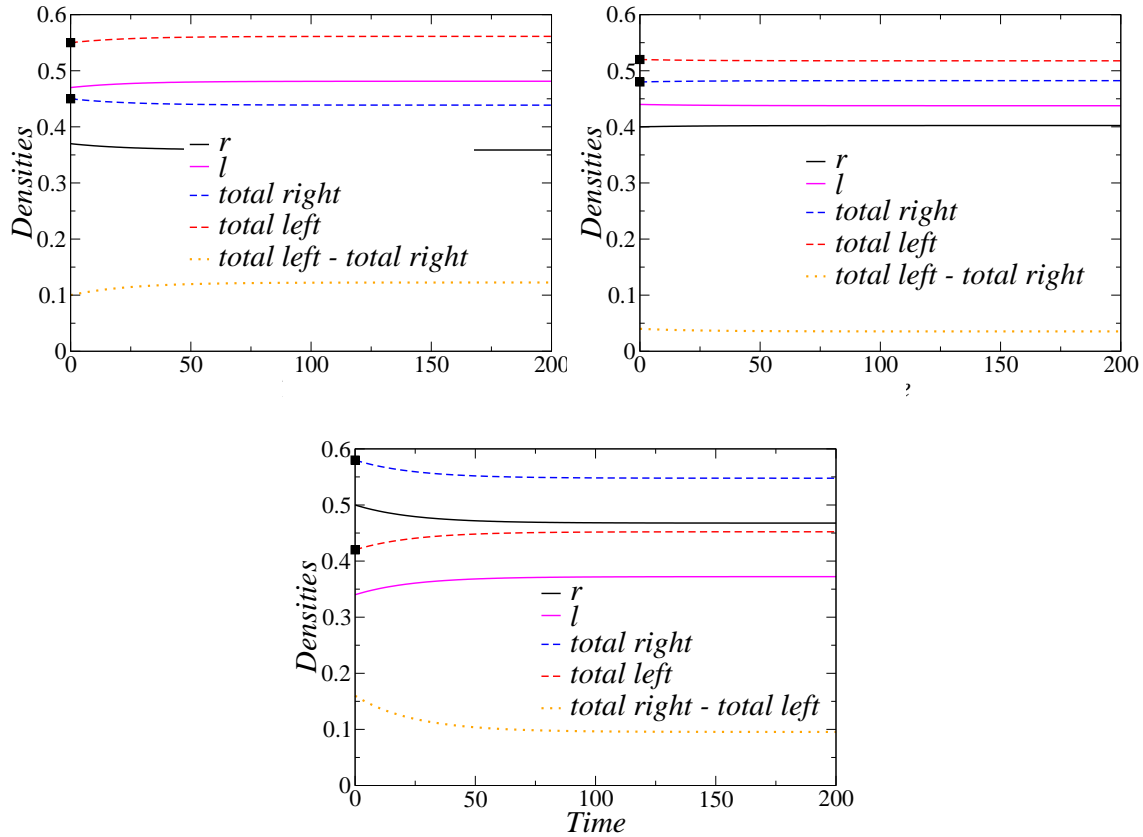 0.6
0.5
0.4
0.3
0.2
0.1
0
Densities
r
l
total right
total left
total left - total right
0 50 100 150 200
0.6
0.5
0.4
0.3
0.2
0.1
0
Densities
r
l
total right
total left
total left - total right
0 50 100 150 200
0.6
0.5
0.4
0.3
0.2
0.1
0
Densities
r
l
total right
total left
total right - total left
0 50 100 150 200
Time